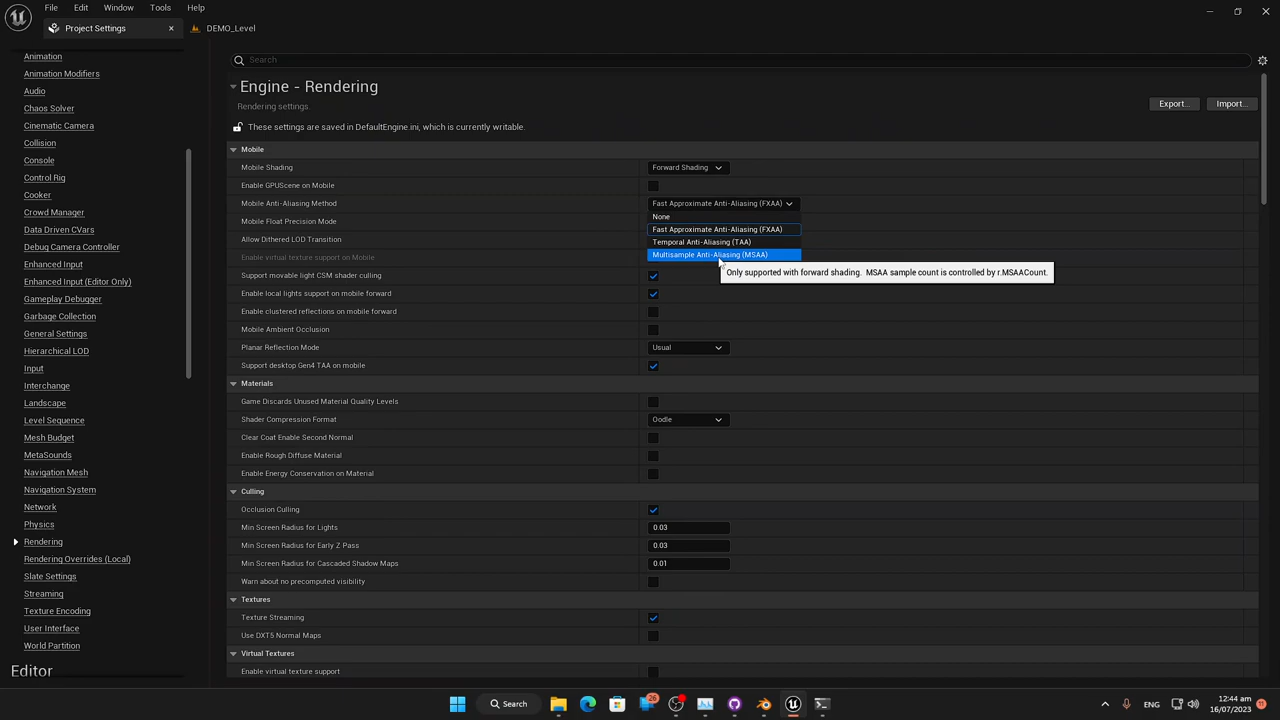 File Edit Window Tools Help
Project Settings
DEMO_Level
Animation
Animation Modifiers
Audio
Chaos Solver
Cinematic Camera
Collision
Console
Control Rig
Cooker
Crowd Manager
Data Driven CVars
Debug Camera Controller
Enhanced Input
Enhanced Input (Editor Only)
Gameplay Debugger
Garbage Collection
General Settings
Hierarchical LOD
Input
Interchange
Landscape
Level Sequence
Mesh Budget
MetaSounds
Navigation Mesh
Navigation System
Network
Physics
Rendering
Rendering Overrides (Local)
Slate Settings
Streaming
Texture Encoding
User Interface
World Partition
Editor
Search
Engine - Rendering
Rendering settings.
Export...
Import...
These settings are saved in DefaultEngine.ini, which is currently writable.
Mobile
Mobile Shading Forward Shading
Enable GPUScene on Mobile
Mobile Anti-Aliasing Method Fast Approximate Anti-Aliasing (FXAA)
None
Mobile Float Precision Mode
Fast Approximate Anti-Aliasing (FXAA)
Allow Dithered LOD Transition
Temporal Anti-Aliasing (TAA)
Enable virtual texture support on Mobile
Multisample Anti-Aliasing (MSAA)
Only supported with forward shading. MSAA sample count is controlled by r.MSAACount.
Support movable light CSM shader culling
Enable local lights support on mobile forward
Enable clustered reflections on mobile forward
Mobile Ambient Occlusion
Planar Reflection Mode Usual
Support desktop Gen4 TAA on mobile
Materials
Game Discards Unused Material Quality Levels
Shader Compression Format Oodle
Clear Coat Enable Second Normal
Enable Rough Diffuse Material
Enable Energy Conservation on Material
Culling
Occlusion Culling
Min Screen Radius for Lights 0.03
Min Screen Radius for Early Z Pass 0.03
Min Screen Radius for Cascaded Shadow Maps 0.01
Warn about no precomputed visibility
Textures
Texture Streaming
Use DXT5 Normal Maps
Virtual Textures
Enable virtual texture support
Search
26
ENG
12:44 am
16/07/2023